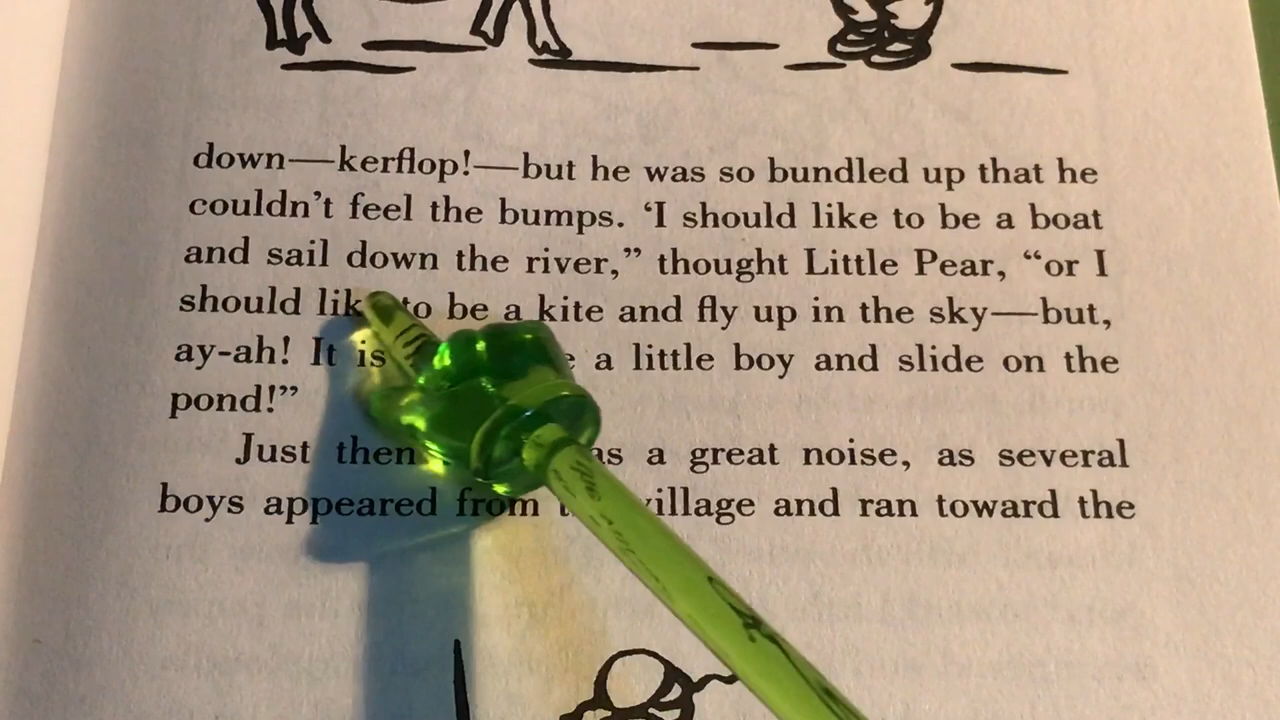 down—kerflop!—but he was so bundled up that he
couldn't feel the bumps. ‘I should like to be a boat
and sail down the river,” thought Little Pear, “or I
should lik to be a kite and fly up in the sky—but,
ay-ah! It is a little boy and slide on the
pond!”
Just then as a great noise, as several
boys appeared from village and ran toward the